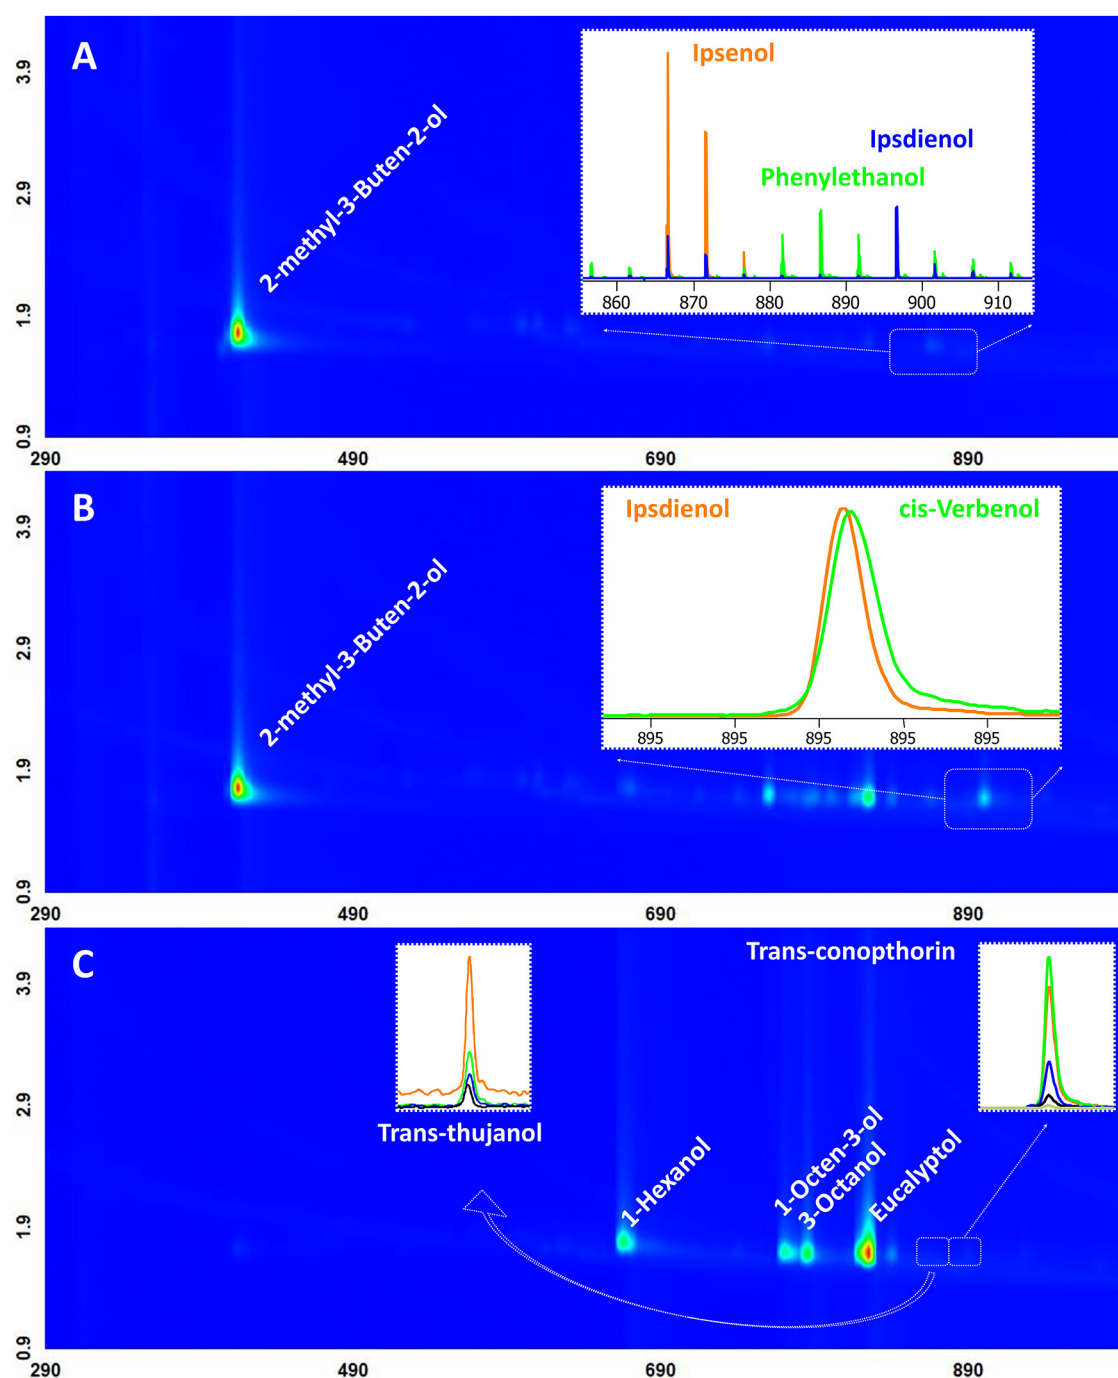 A
Ipsenol
Ipsdienol
Phenylethanol
860 870 880 890 900 910
2-methyl-3-Buten-2-ol
3.9
2.9
1.9
0.9
290 490 690 890
B
Ipsdienol cis-Verbenol
895 895 895 895 895
2-methyl-3-Buten-2-ol
3.9
2.9
1.9
0.9
290 490 690 890
C
Trans-conopthorin
Trans-thujanol
1-Hexanol
1-Octen-3-ol
3-Octanol
Eucalyptol
3.9
2.9
1.9
0.9
290 490 690 890